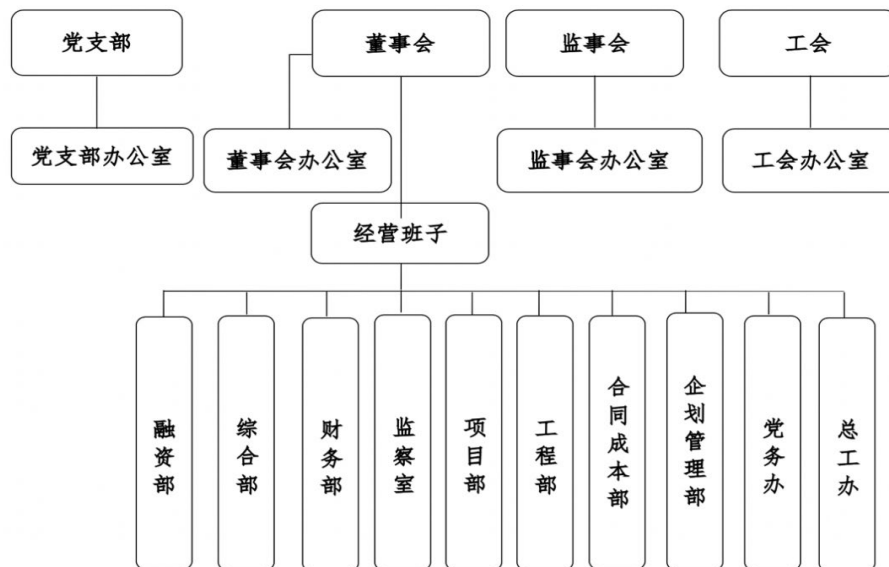 党支部
董事会
监事会
工会
党支部办公室
董事会办公室
监事会办公室
工会办公室
经营班子
融资部
综合部
财务部
监察室
项目部
工程部
合同成本部
企划管理部
党务办
总工办